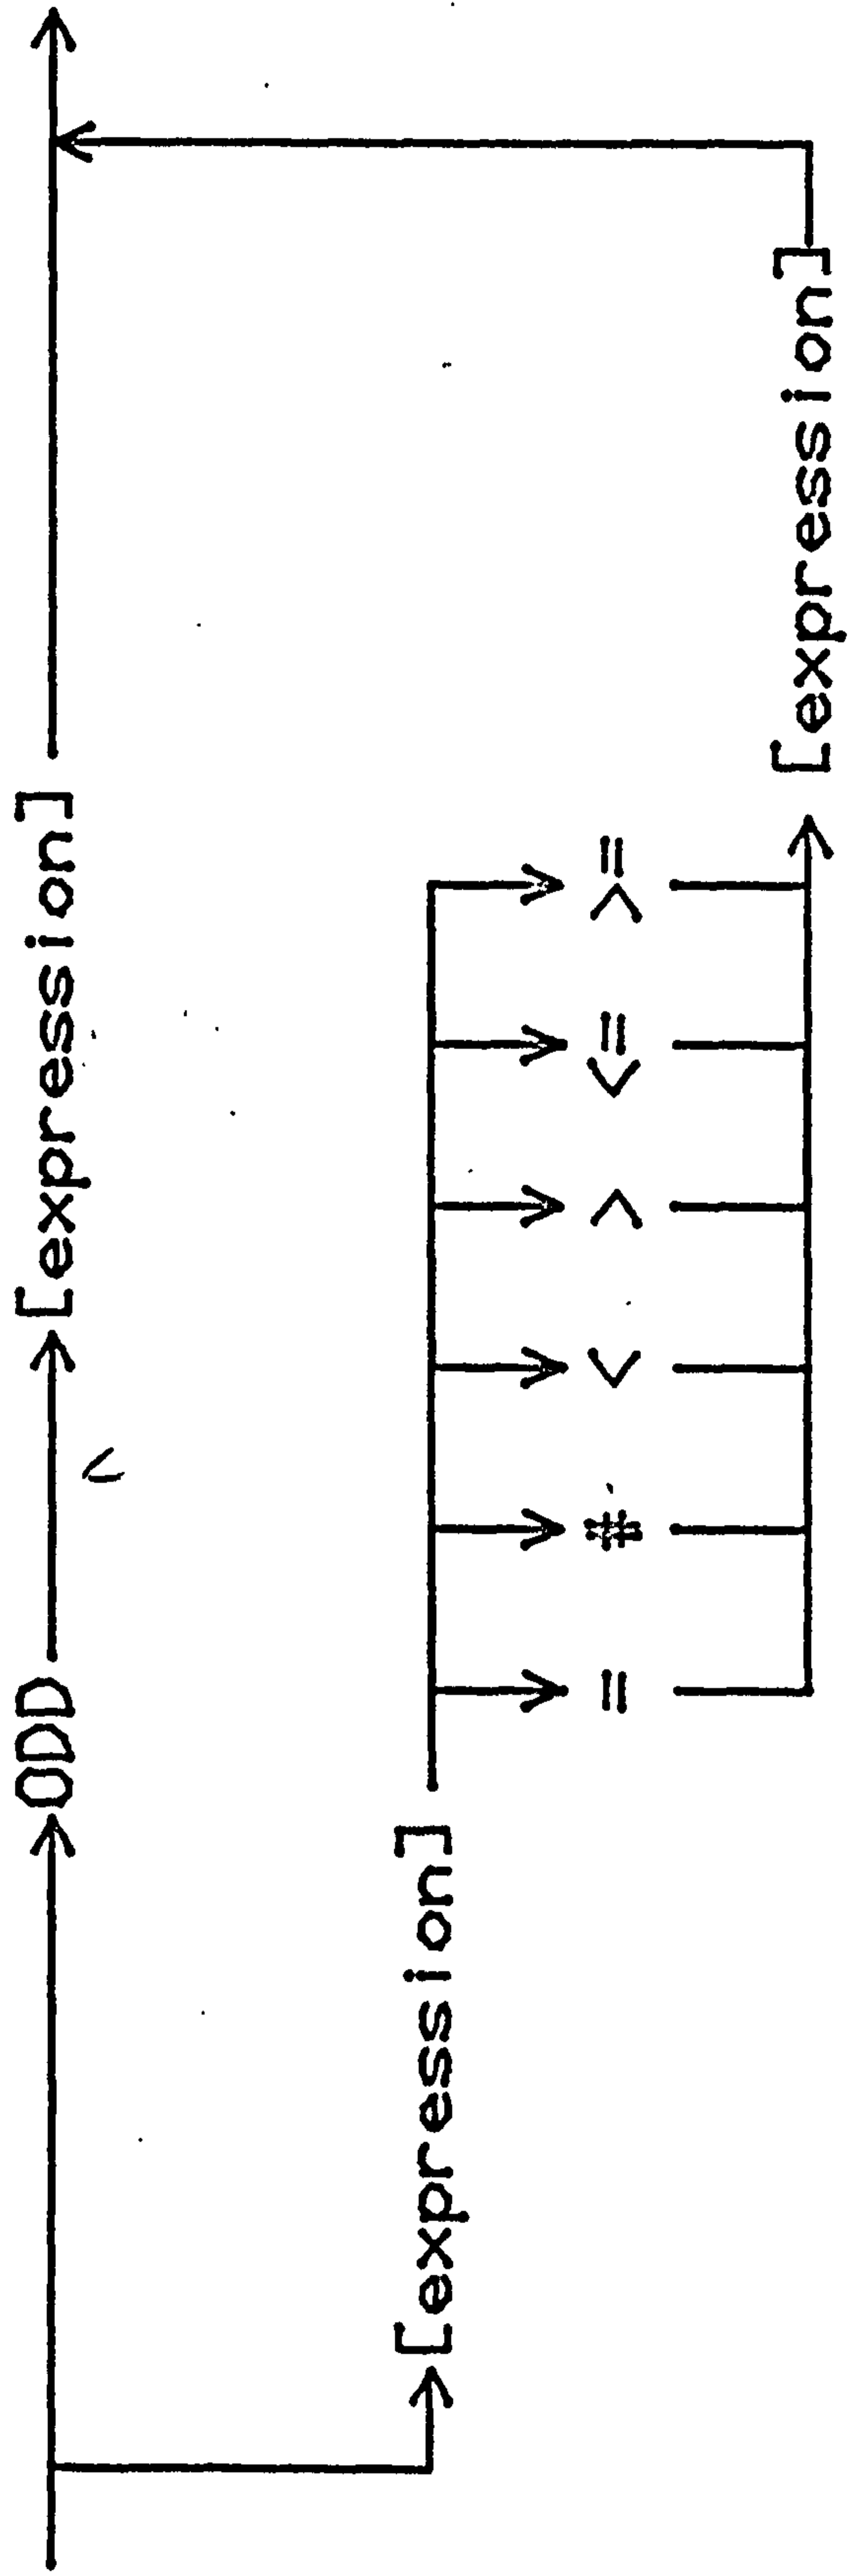 ODD [expression]
[expression]
= # < > <= >=
[expression]